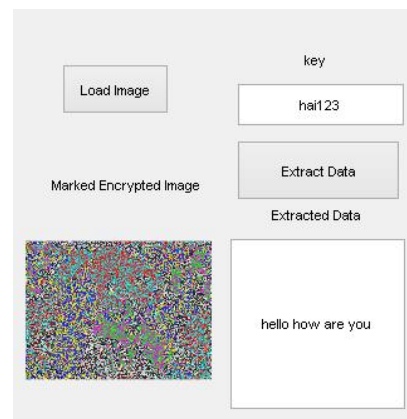 key
Load Image
hai123
Extract Data
Marked Encrypted Image
Extracted Data
hello how are you